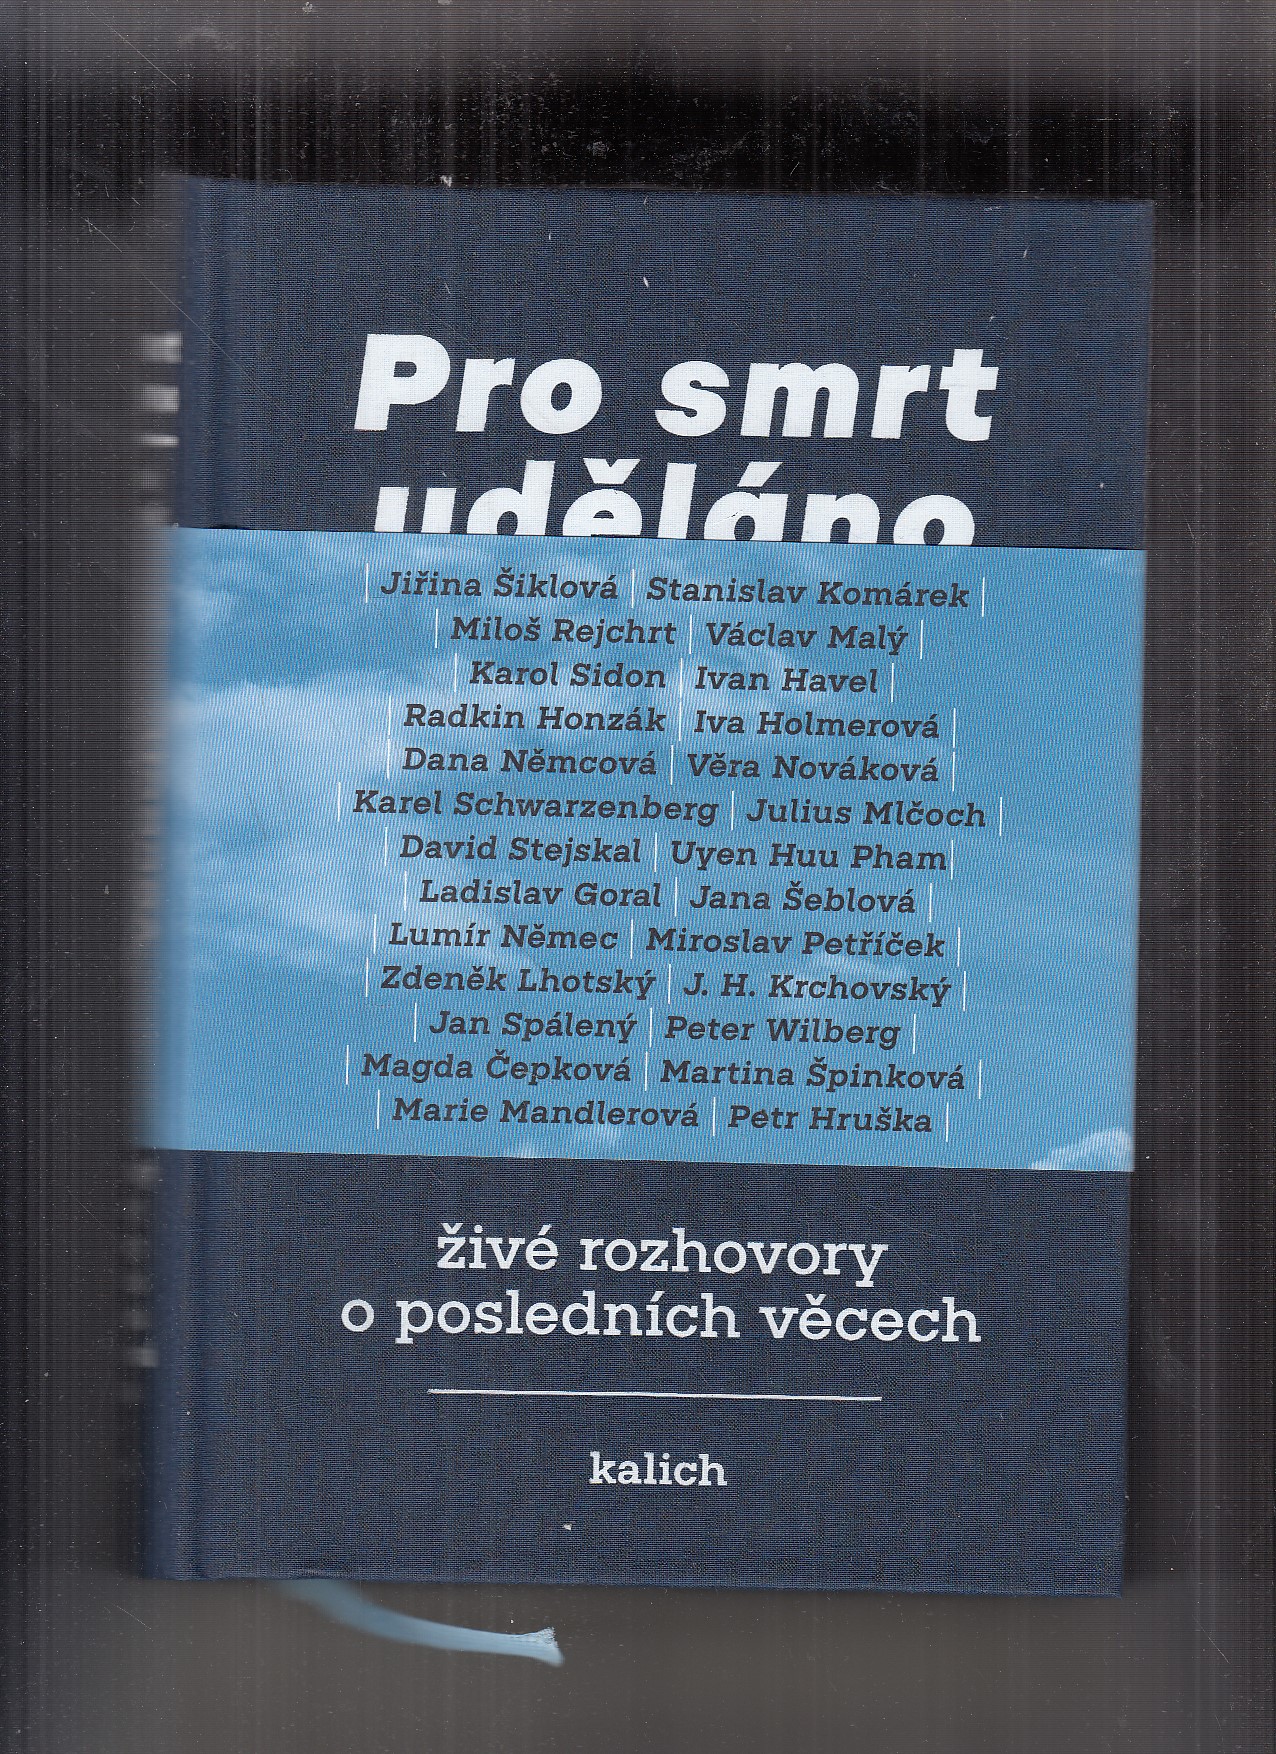 Pro smrt
uděláno
| Jiřina Šiklová | Stanislav Komárek |
| Miloš Rejchrt | Václav Malý |
| Karol Sidon | Ivan Havel |
| Radkin Honzák | Iva Holmerová |
| Dana Němcová | Věra Nováková |
| Karel Schwarzenberg | Julius Mlčoch |
| David Stejskal | Uyen Huu Pham |
| Ladislav Goral | Jana Šeblová |
| Lumír Němec | Miroslav Petříček |
| Zdeněk Lhotský | J. H. Krchovský |
| Jan Spálený | Peter Wilberg |
| Magda Čepková | Martina Špinková |
| Marie Mandlerová | Petr Hruška |
živé rozhovory
o posledních věcech
kalich